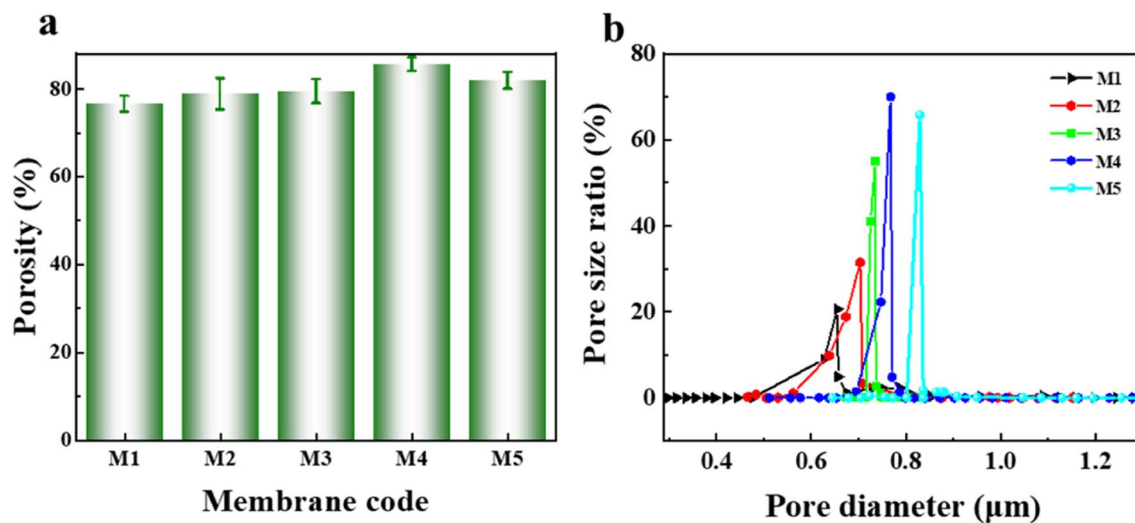 a
Porosity (%)
80
60
40
20
0
M1 M2 M3 M4 M5
Membrane code
b
Pore size ratio (%)
80
60
40
20
0
M1
M2
M3
M4
M5
0.4 0.6 0.8 1.0 1.2
Pore diameter (μm)